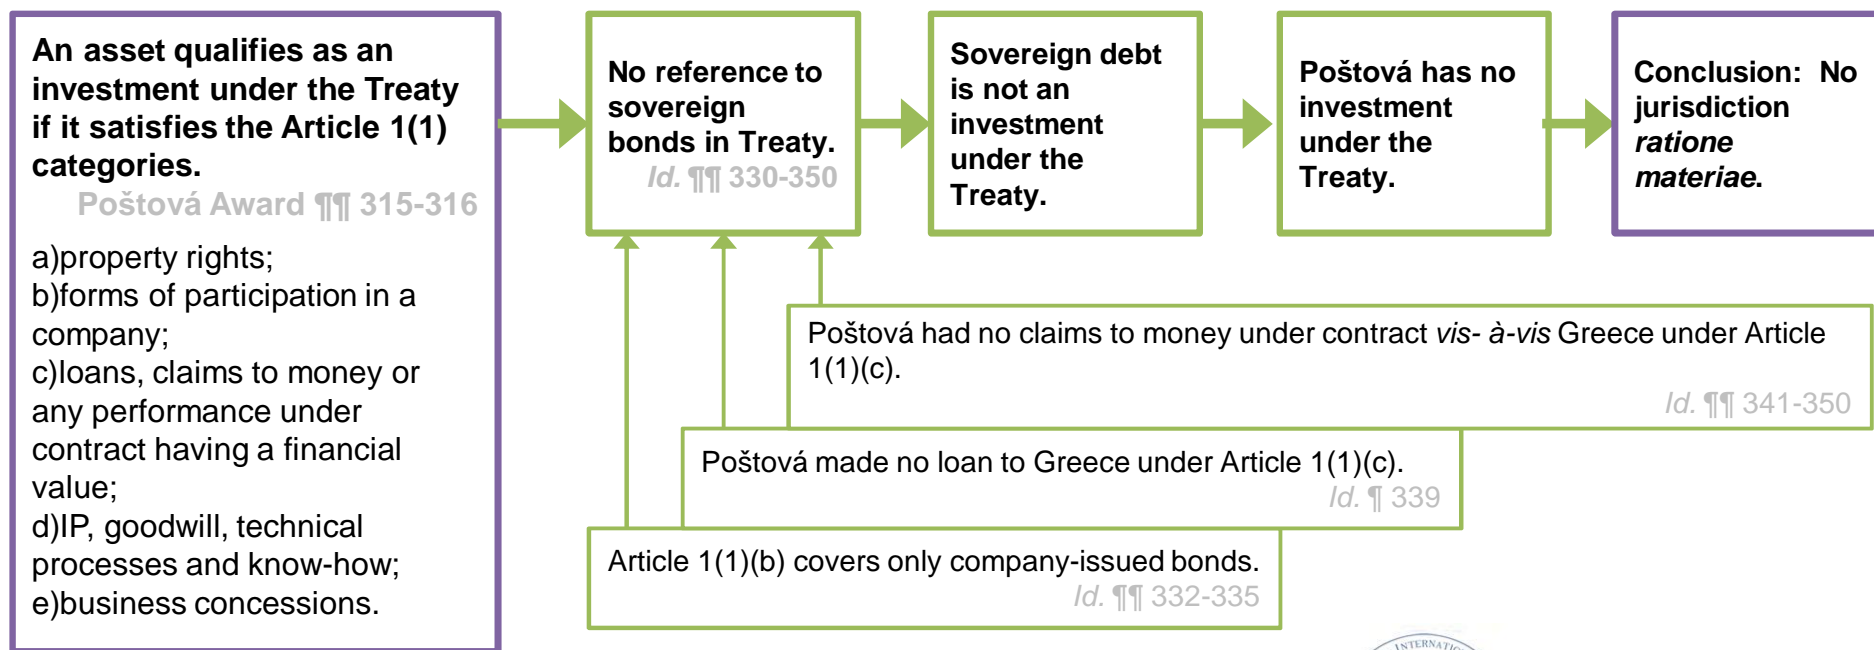 An asset qualifies as an
investment under the Treaty
if it satisfies the Article 1(1)
categories.
Poštová Award ¶¶ 315-316
a)property rights;
b)forms of participation in a
company;
c)loans, claims to money or
any performance under
contract having a financial
value;
d)IP, goodwill, technical
processes and know-how;
e)business concessions.
No reference to
sovereign
bonds in Treaty.
Id. ¶¶ 330-350
Sovereign debt
is not an
investment
under the
Treaty.
Poštová has no
investment
under the
Treaty.
Conclusion: No
jurisdiction
ratione
materiae.
Poštová had no claims to money under contract vis- à-vis Greece under Article
1(1)(c).
Id. ¶¶ 341-350
Poštová made no loan to Greece under Article 1(1)(c).
Id. ¶ 339
Article 1(1)(b) covers only company-issued bonds.
Id. ¶¶ 332-335